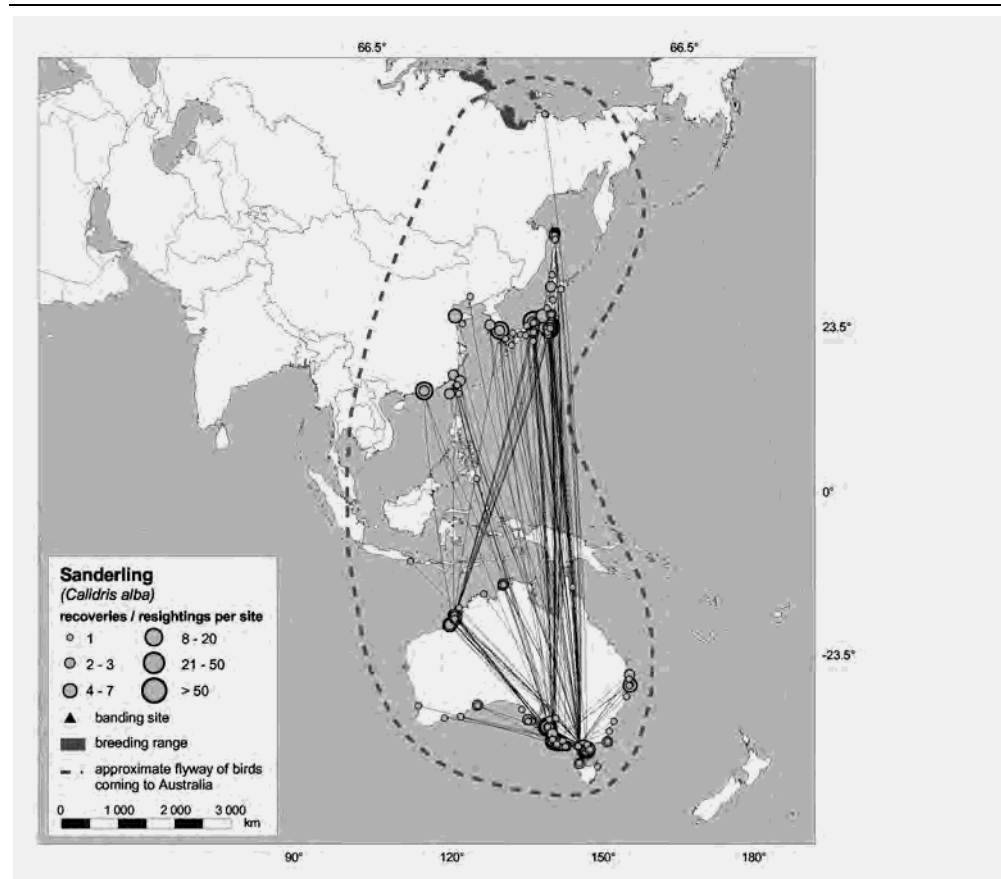 66.5° 66.5°
23.5°
0°
-23.5°
Sanderling
(Calidris alba)
recoveries / resightings per site
1 8 - 20
2 - 3 21 - 50
4 - 7 > 50
banding site
breeding range
approximate flyway of birds
coming to Australia
0 1 000 2 000 3 000
km
90° 120° 150° 180°